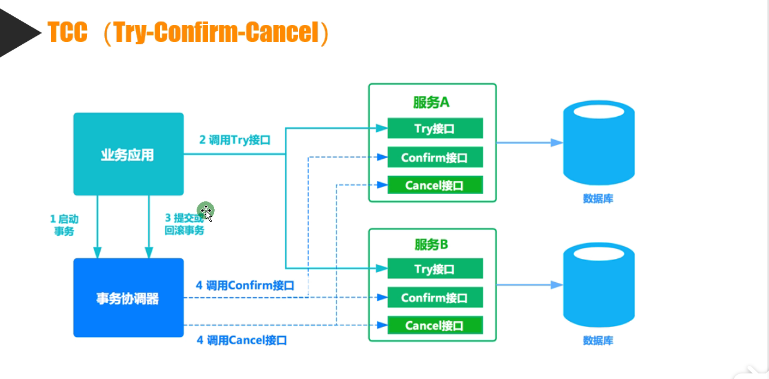 TCC（Try-Confirm-Cancel）
服务A
业务应用
2 调用Try接口
Try接口
Confirm接口
Cancel接口
数据库
1 启动
事务
3 提交或
回滚事务
服务B
事务协调器
4 调用Confirm接口
4 调用Cancel接口
Try接口
Confirm接口
Cancel接口
数据库